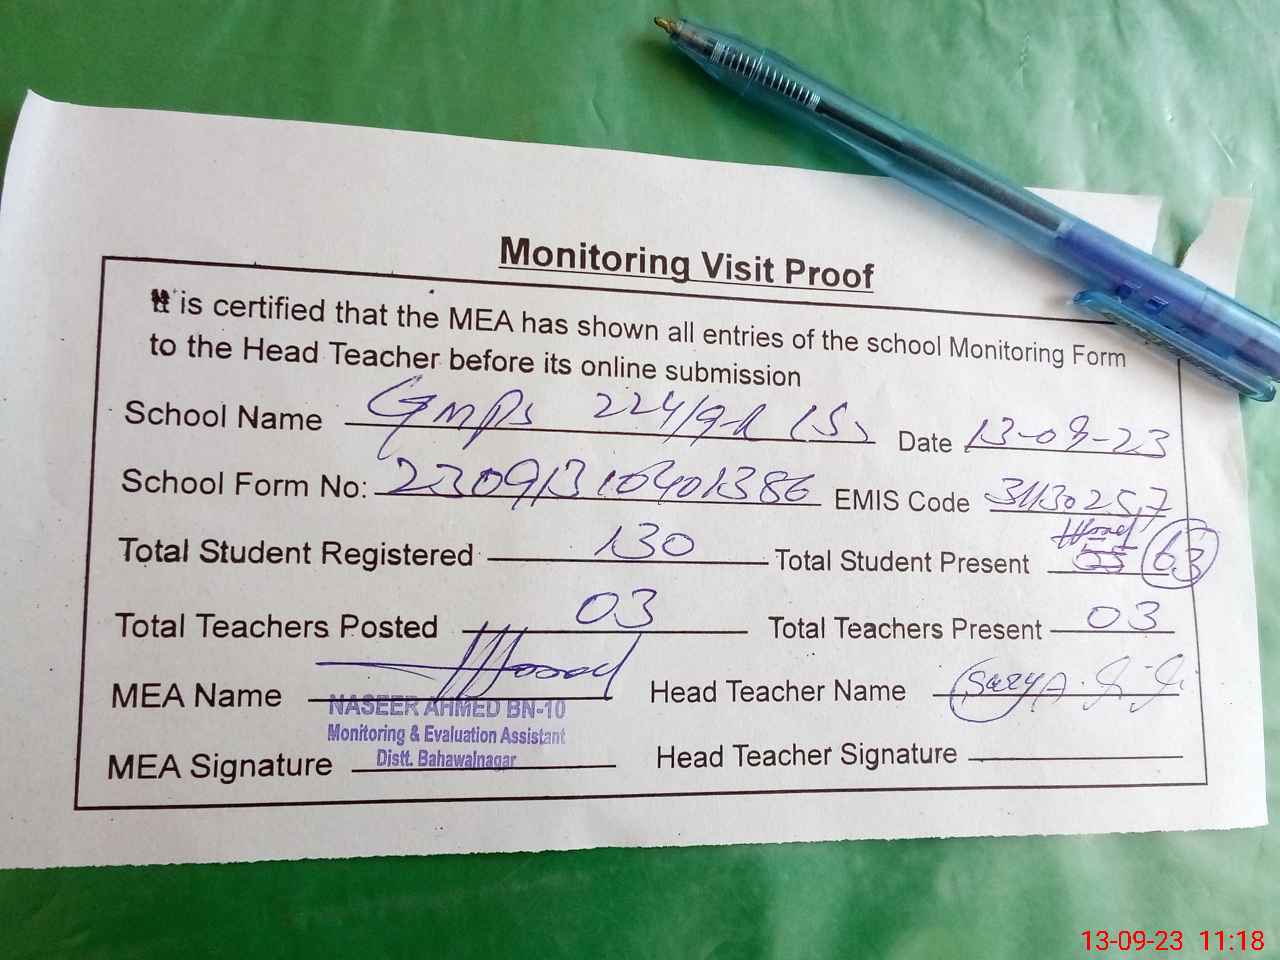 Monitoring Visit Proof
It is certified that the MEA has shown all entries of the school Monitoring Form
to the Head Teacher before its online submission
School Name Gmps 224/9-R (S) Date 13-09-23
School Form No: 23091310401386 EMIS Code 31130257
Total Student Registered 130 Total Student Present 63
Total Teachers Posted 03 Total Teachers Present 03
MEA Name Head Teacher Name
NASEER AHMED BN-10
Monitoring & Evaluation Assistant
Distt. Bahawalnagar
MEA Signature Head Teacher Signature
13-09-23 11:18